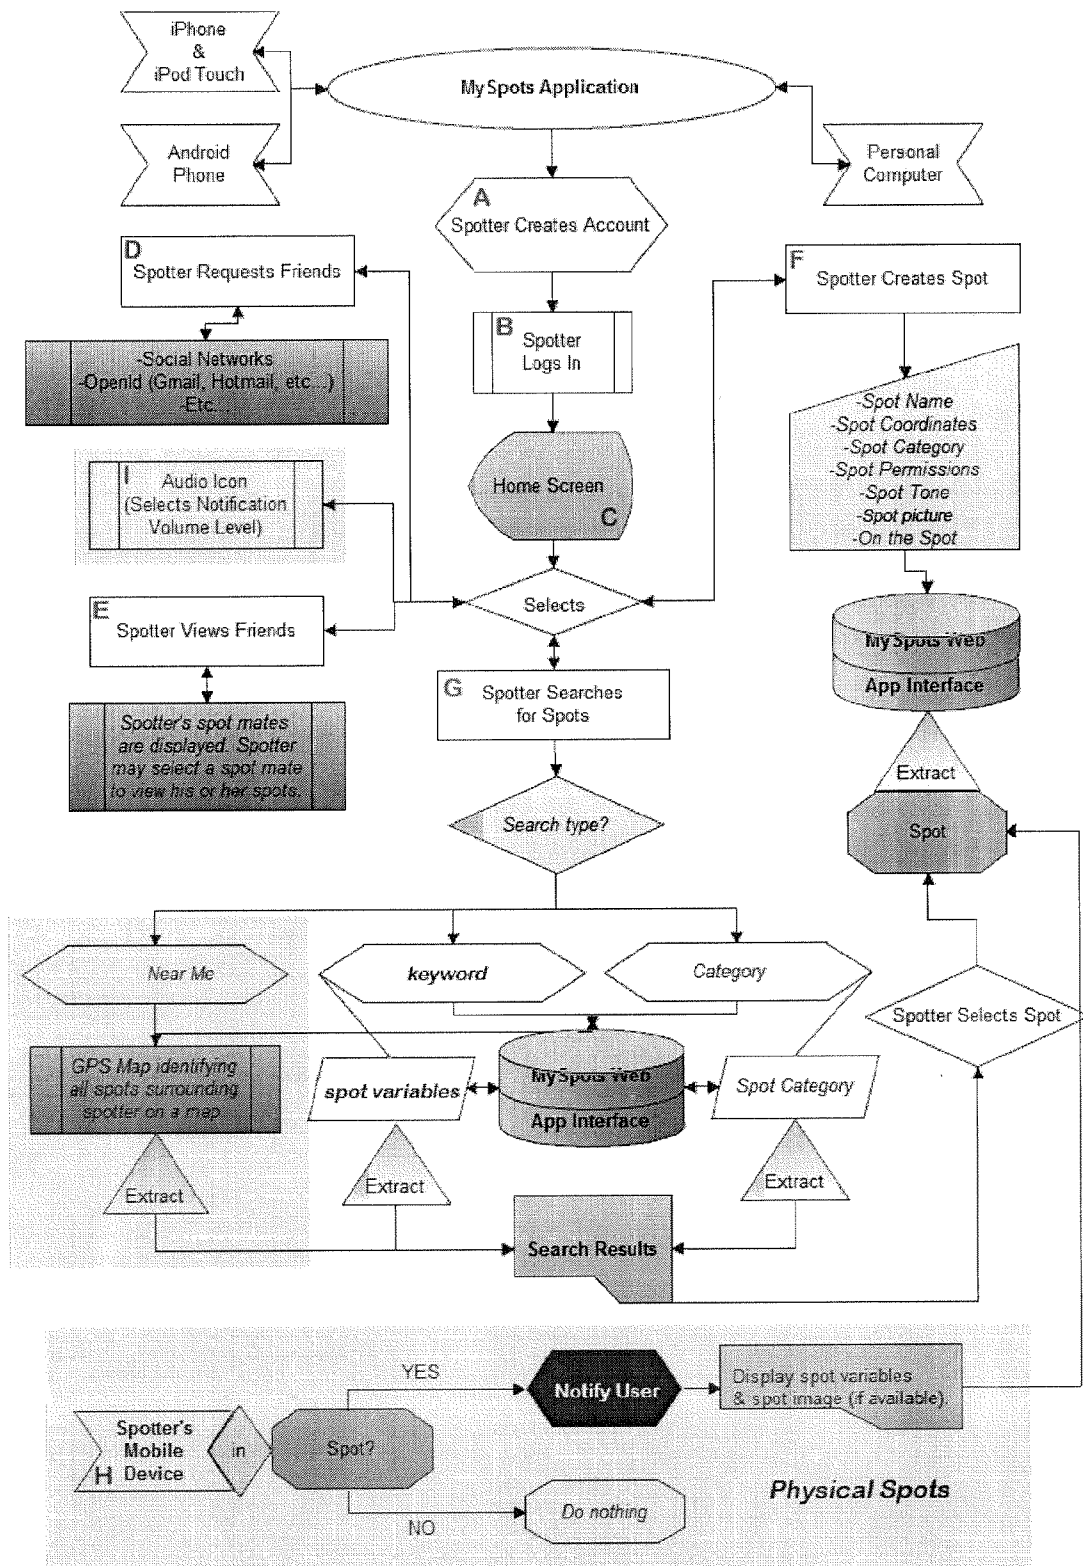 iPhone
&
iPod Touch
MySpots Application
Android
Phone
Personal
Computer
A
Spotter Creates Account
D
Spotter Requests Friends
F
Spotter Creates Spot
B
Spotter
Logs In
-Social Networks
-OpenId (Gmail, Hotmail, etc...)
-Etc...
-Spot Name
-Spot Coordinates
-Spot Category
-Spot Permissions
-Spot Tone
-Spot picture
-On the Spot
I
Audio Icon
(Selects Notification
Volume Level)
Home Screen
C
Selects
E
Spotter Views Friends
MySpots Web
App Interface
G
Spotter Searches
for Spots
Spotter's spot mates
are displayed. Spotter
may select a spot mate
to view his or her spots.
Extract
Spot
Search type?
Near Me
keyword
Category
Spotter Selects Spot
GPS Map identifying
all spots surrounding
spotter on a map
spot variables
MySpots Web
App Interface
Spot Category
Extract
Extract
Extract
Search Results
YES
Notify User
Display spot variables
& spot image (if available).
Spotter's
Mobile
H Device
in
Spot?
Physical Spots
Do nothing
NO